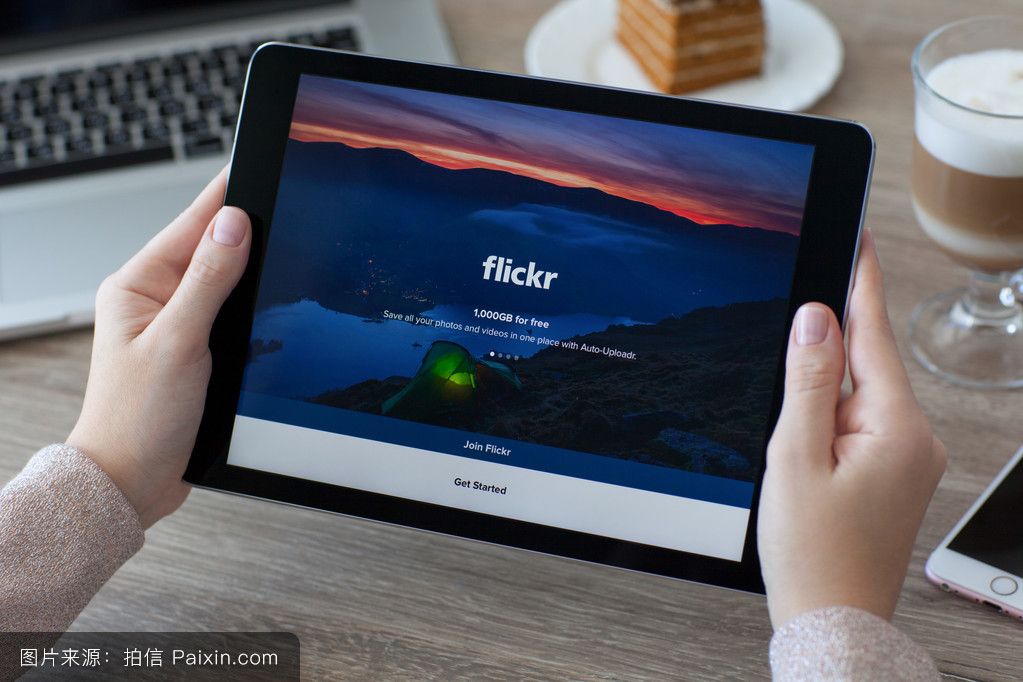 flickr
1,000GB for free
Save all your photos and videos in one place with Auto-Uploadr.
Join Flickr
Get Started
图片来源：拍信 Paixin.com